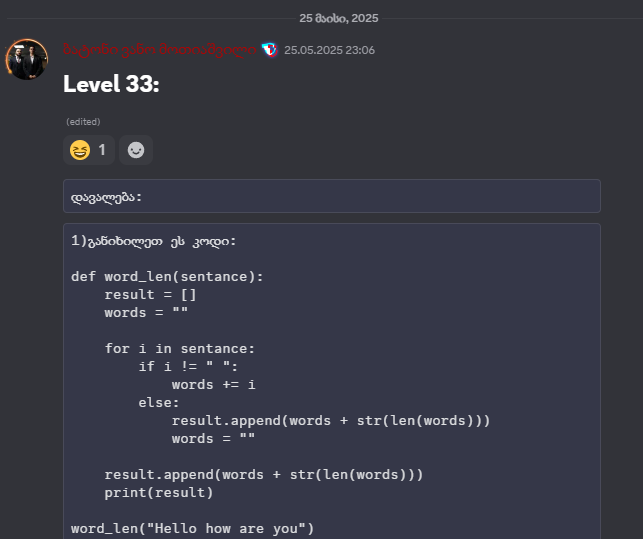 25 მაისი, 2025
25.05.2025 23:06
Level 33:
(edited)
1
დავალება:
1)განიხილეთ ეს კოდი:
def word_len(sentance):
    result = []
    words = ""
    for i in sentance:
        if i != " ":
            words += i
        else:
            result.append(words + str(len(words)))
            words = ""
    result.append(words + str(len(words)))
    print(result)
word_len("Hello how are you")